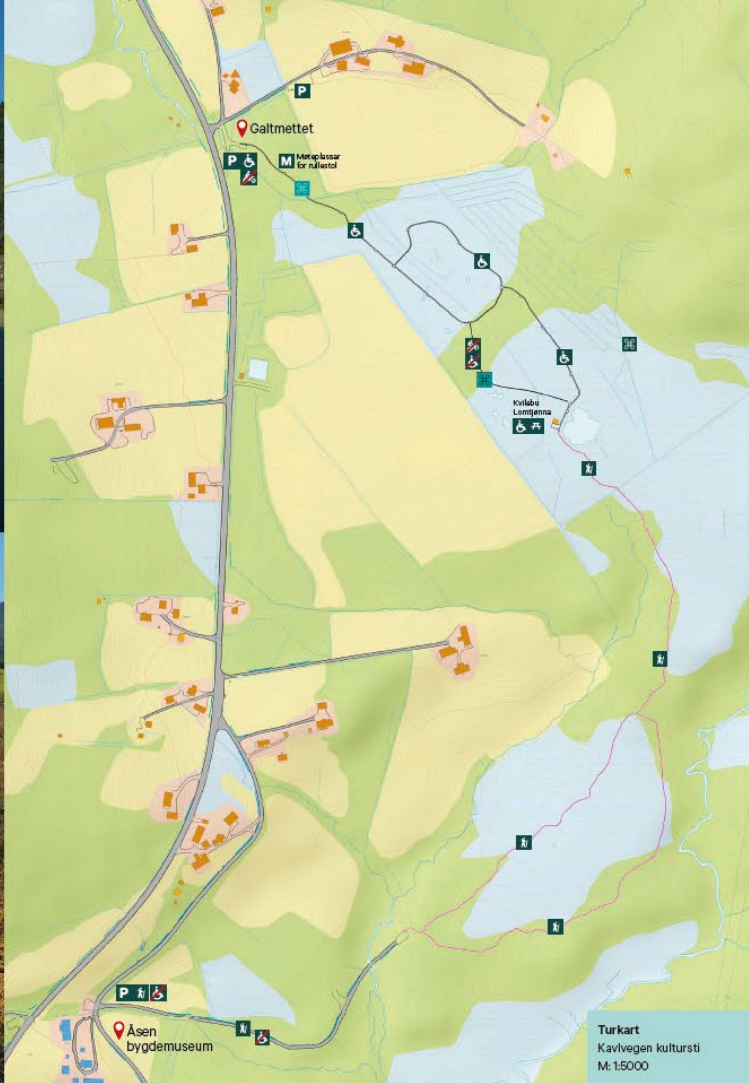 P
Galtmettet
P
M Møteplassar
for rullestol
Kvilebu
Lomtjønna
P
Åsen
bygdemuseum
Turkart
Kavlvegen kultursti
M: 1:5000